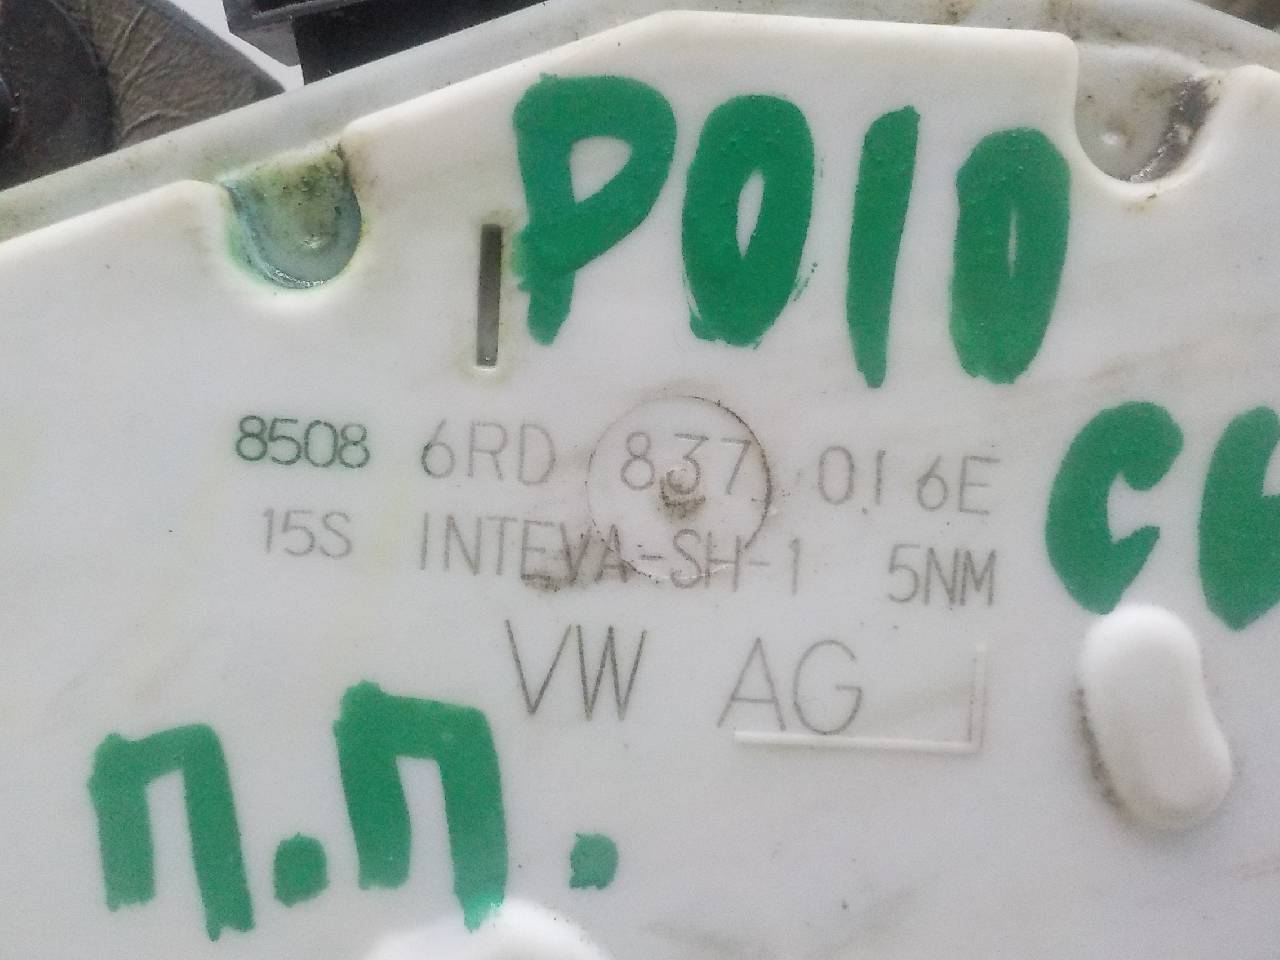 POlO
8508 6RD 837 016E
15S INTEVA-SH-1 5NM
VW AG
П.П.